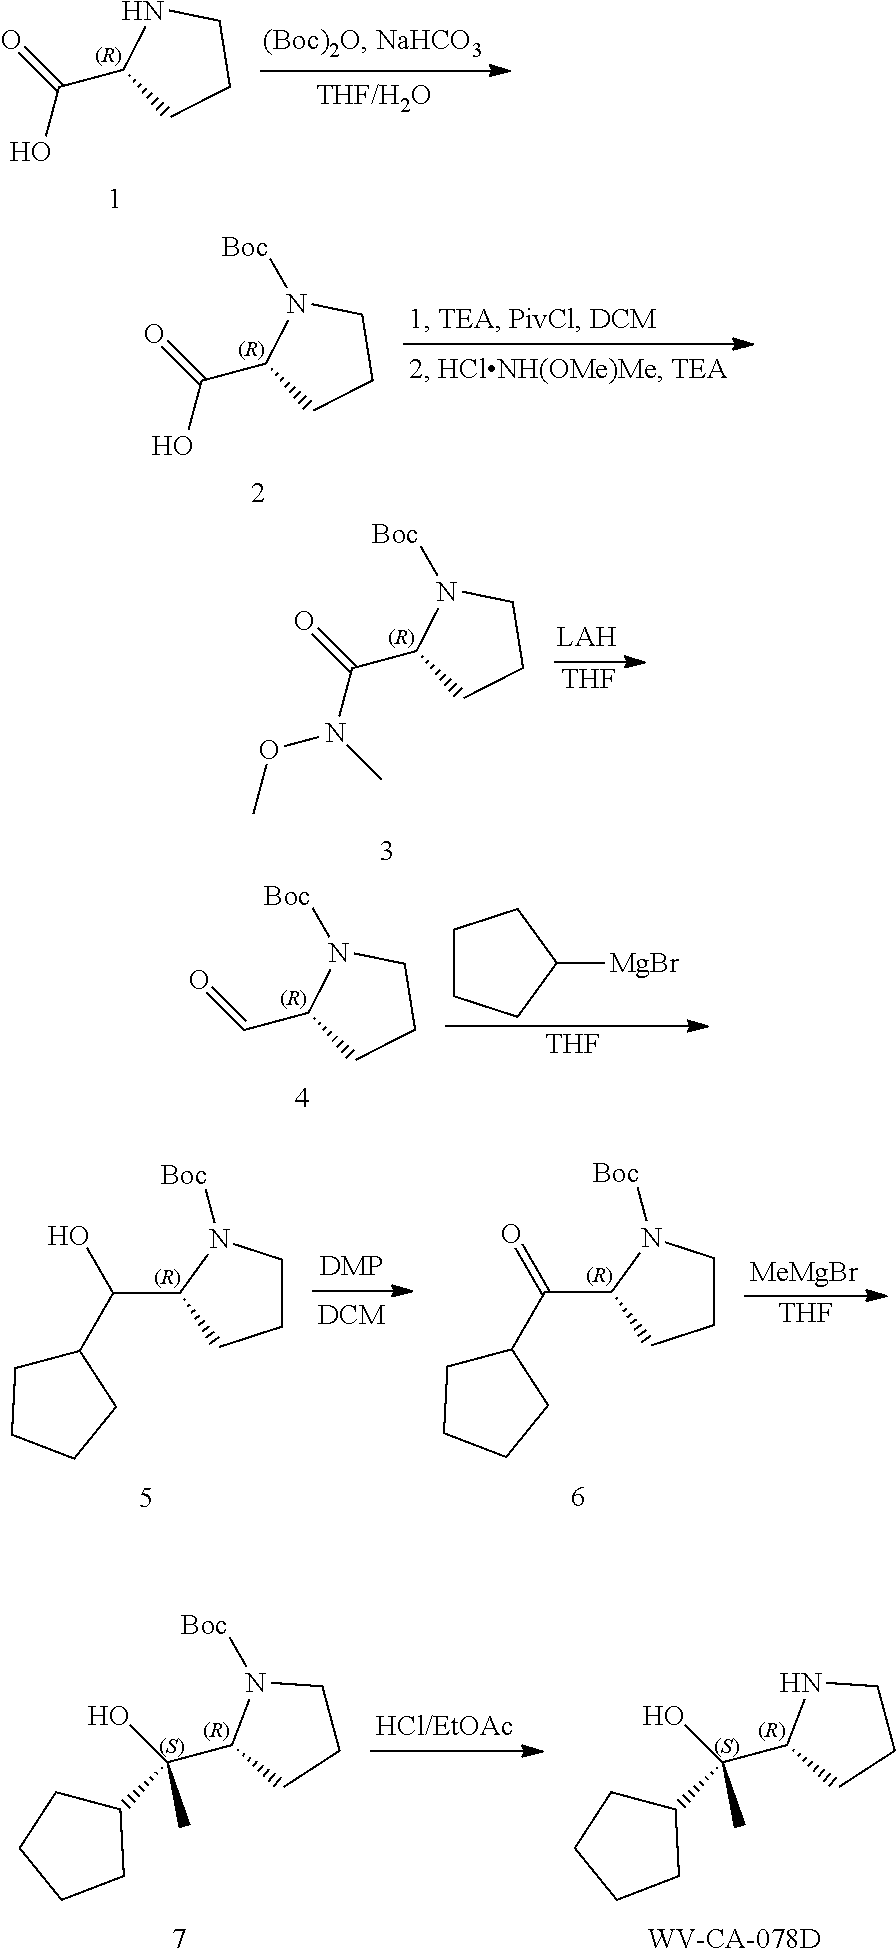 HN
O
(R)
HO
(Boc)2O, NaHCO3
THF/H2O
1
Boc
N
O
(R)
HO
1, TEA, PivCl, DCM
2, HCl•NH(OMe)Me, TEA
2
Boc
N
O
(R)
N
O
LAH
THF
3
Boc
N
O
(R)
MgBr
THF
4
Boc
HO
N
(R)
DMP
DCM
Boc
O
N
(R)
MeMgBr
THF
5
6
Boc
N
HO
(R)
(S)
HCl/EtOAc
HN
HO
(R)
(S)
7
WV-CA-078D